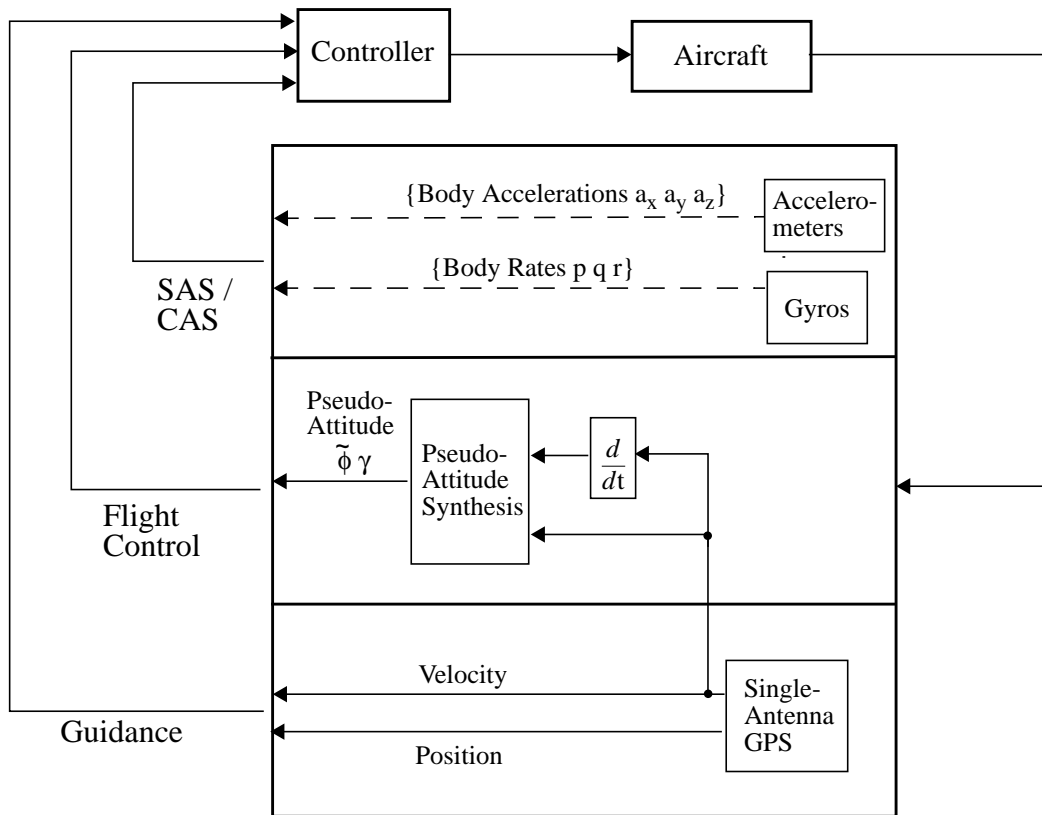 Controller
Aircraft
{Body Accelerations a_x a_y a_z}
Accelero-
meters
{Body Rates p q r}
Gyros
SAS /
CAS
Pseudo-
Attitude
ϕ̃ γ
Pseudo-
Attitude
Synthesis
d
dt
Flight
Control
Velocity
Single-
Antenna
GPS
Position
Guidance